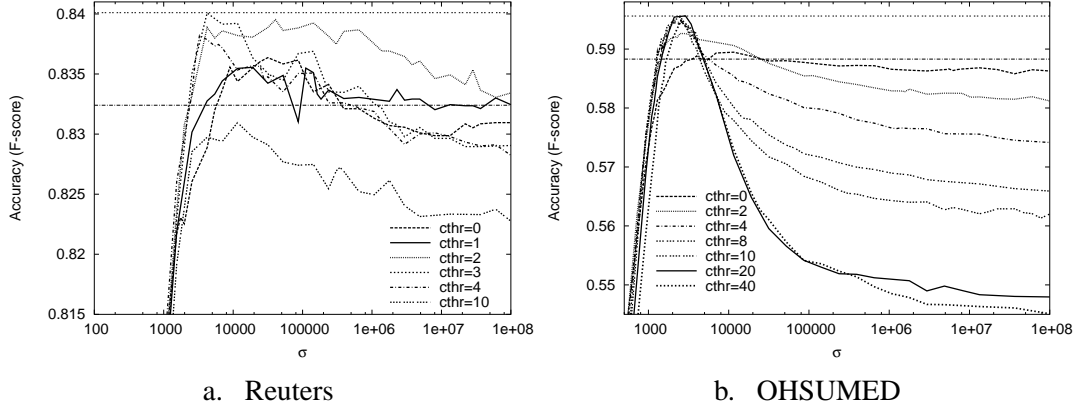 0.84
0.835
0.83
0.825
0.82
0.815
Accuracy (F-score)
100 1000 10000 100000 1e+06 1e+07 1e+08
σ
cthr=0
cthr=1
cthr=2
cthr=3
cthr=4
cthr=10
a. Reuters
0.59
0.58
0.57
0.56
0.55
Accuracy (F-score)
1000 10000 100000 1e+06 1e+07 1e+08
σ
cthr=0
cthr=2
cthr=4
cthr=8
cthr=10
cthr=20
cthr=40
b. OHSUMED